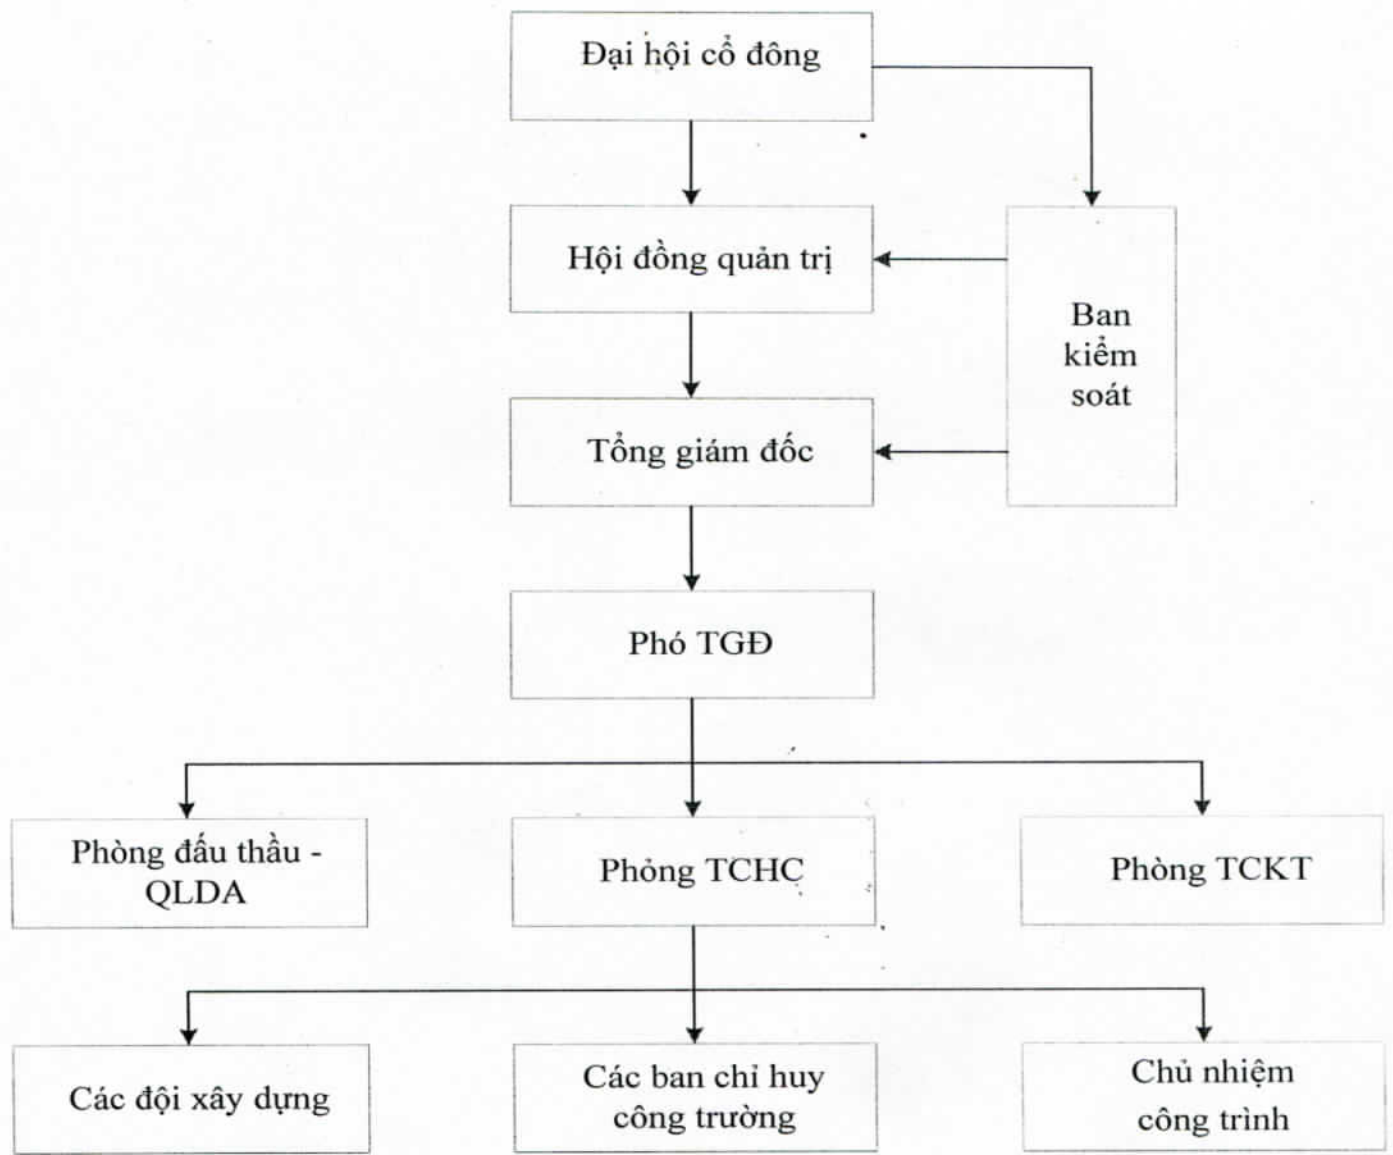 Đại hội cổ đông
Hội đồng quản trị
Ban
kiểm
soát
Tổng giám đốc
Phó TGĐ
Phòng đấu thầu -
QLDA
Phỏng TCHC
Phòng TCKT
Các đội xây dựng
Các ban chỉ huy
công trường
Chủ nhiệm
công trình